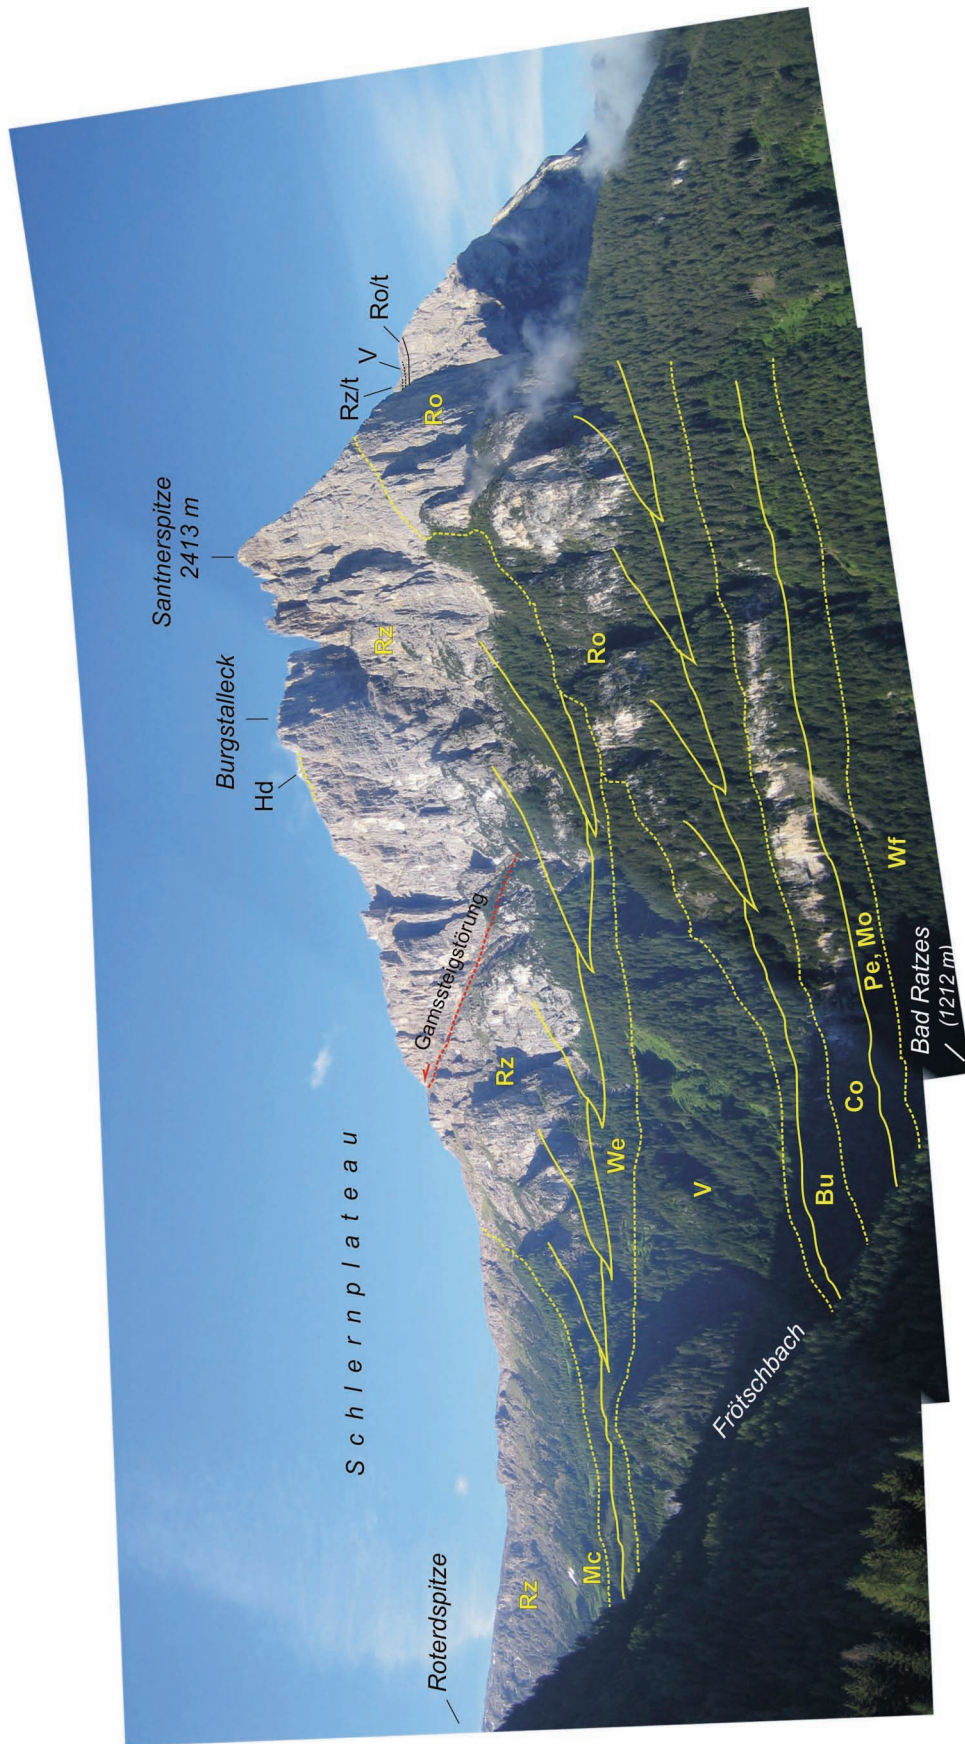 Roterdspitze
Schlernplateau
Burgstalleck
Santnerspitze
2413 m
Hd
Rz/t
V
Ro/t
Gamssteigstörung
Rz
Rz
Rz
Ro
Ro
Mc
We
V
Bu
Co
Pe, Mo
Wf
Frötschbach
Bad Ratzes
(1212 m)